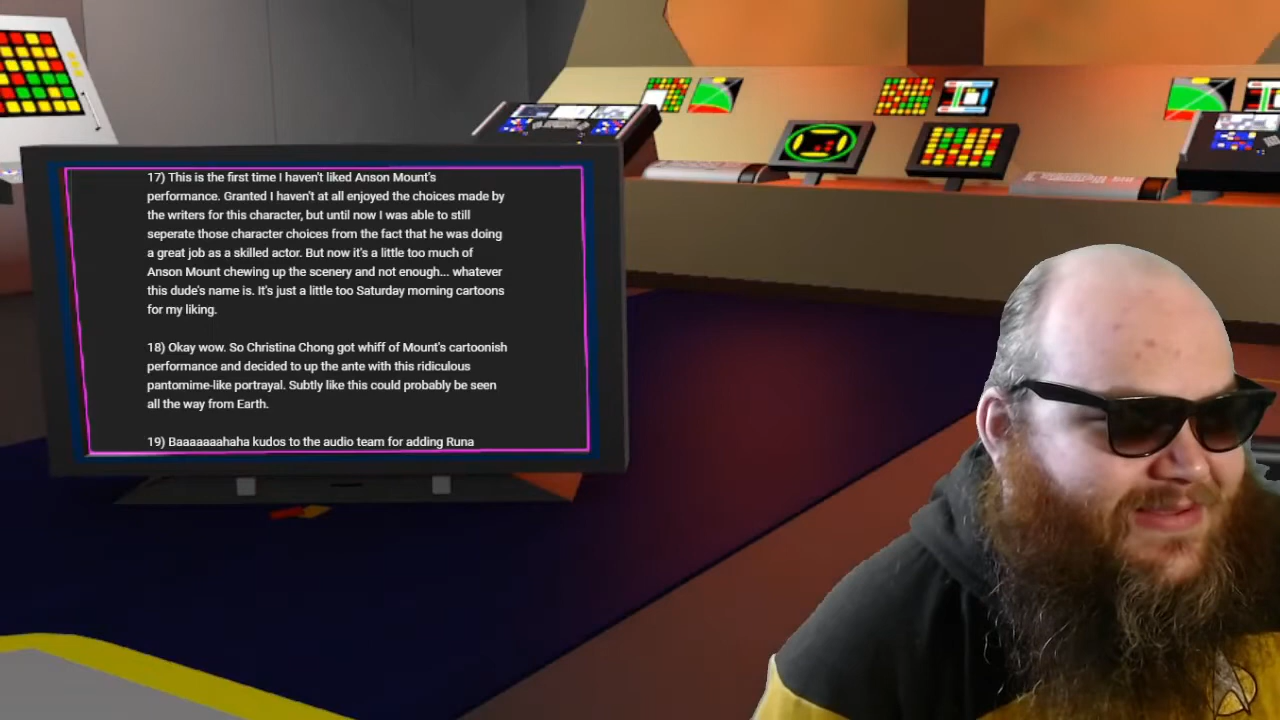 17) This is the first time I haven't liked Anson Mount's
performance. Granted I haven't at all enjoyed the choices made by
the writers for this character, but until now I was able to still
seperate those character choices from the fact that he was doing
a great job as a skilled actor. But now it's a little too much of
Anson Mount chewing up the scenery and not enough... whatever
this dude's name is. It's just a little too Saturday morning cartoons
for my liking.
18) Okay wow. So Christina Chong got whiff of Mount's cartoonish
performance and decided to up the ante with this ridiculous
pantomime-like portrayal. Subtly like this could probably be seen
all the way from Earth.
19) Baaaaaaahaha kudos to the audio team for adding Runa